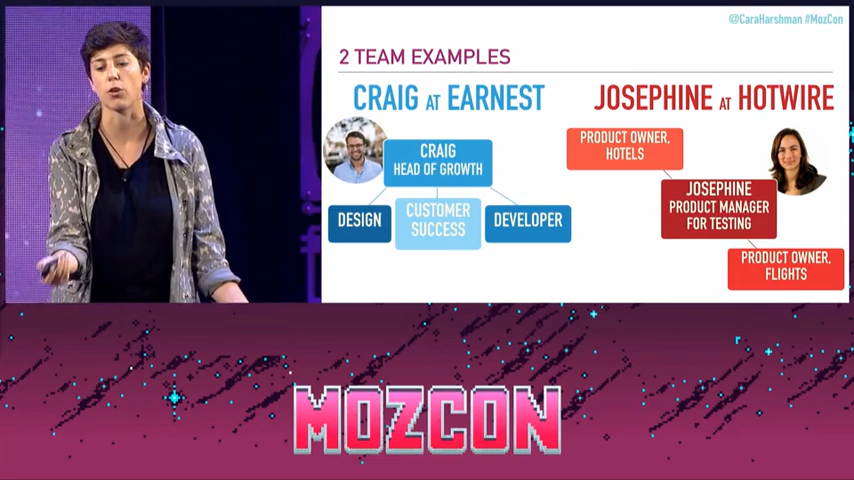 @CaraHarshman #MozCon
2 TEAM EXAMPLES
CRAIG AT EARNEST
CRAIG
HEAD OF GROWTH
DESIGN
CUSTOMER
SUCCESS
DEVELOPER
JOSEPHINE AT HOTWIRE
PRODUCT OWNER,
HOTELS
JOSEPHINE
PRODUCT MANAGER
FOR TESTING
PRODUCT OWNER,
FLIGHTS
MOZCON